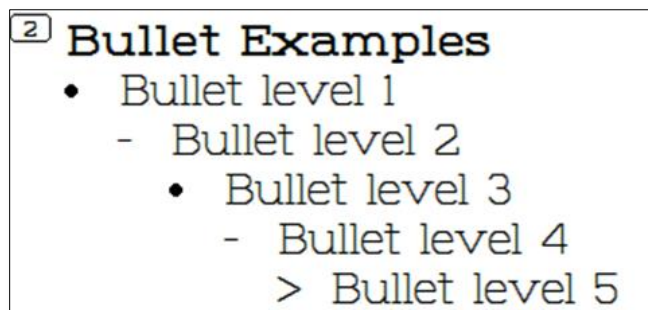 2 Bullet Examples
• Bullet level 1
- Bullet level 2
• Bullet level 3
- Bullet level 4
> Bullet level 5